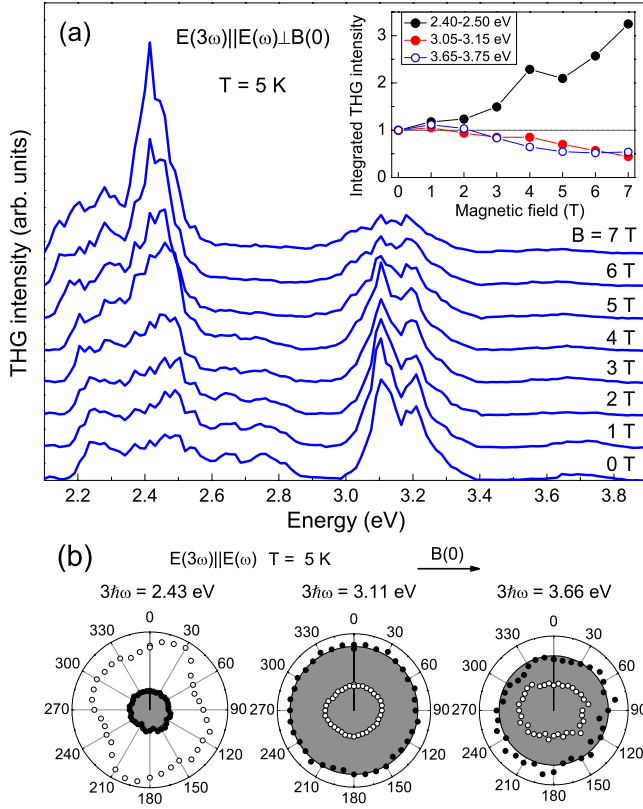 (a)
E(3ω)||E(ω)⊥B(0)
T = 5 K
THG intensity (arb. units)
Energy (eV)
2.2 2.4 2.6 2.8 3.0 3.2 3.4 3.6 3.8
B = 7 T
6 T
5 T
4 T
3 T
2 T
1 T
0 T
2.40-2.50 eV
3.05-3.15 eV
3.65-3.75 eV
Integrated THG intensity
3
2
1
0
0 1 2 3 4 5 6 7
Magnetic field (T)
(b)
E(3ω)||E(ω) T = 5 K
B(0)
3ħω = 2.43 eV
0
30
60
90
120
150
180
210
240
270
300
330
3ħω = 3.11 eV
0
30
60
90
120
150
180
210
240
270
300
330
3ħω = 3.66 eV
0
30
60
90
120
150
180
210
240
270
300
330